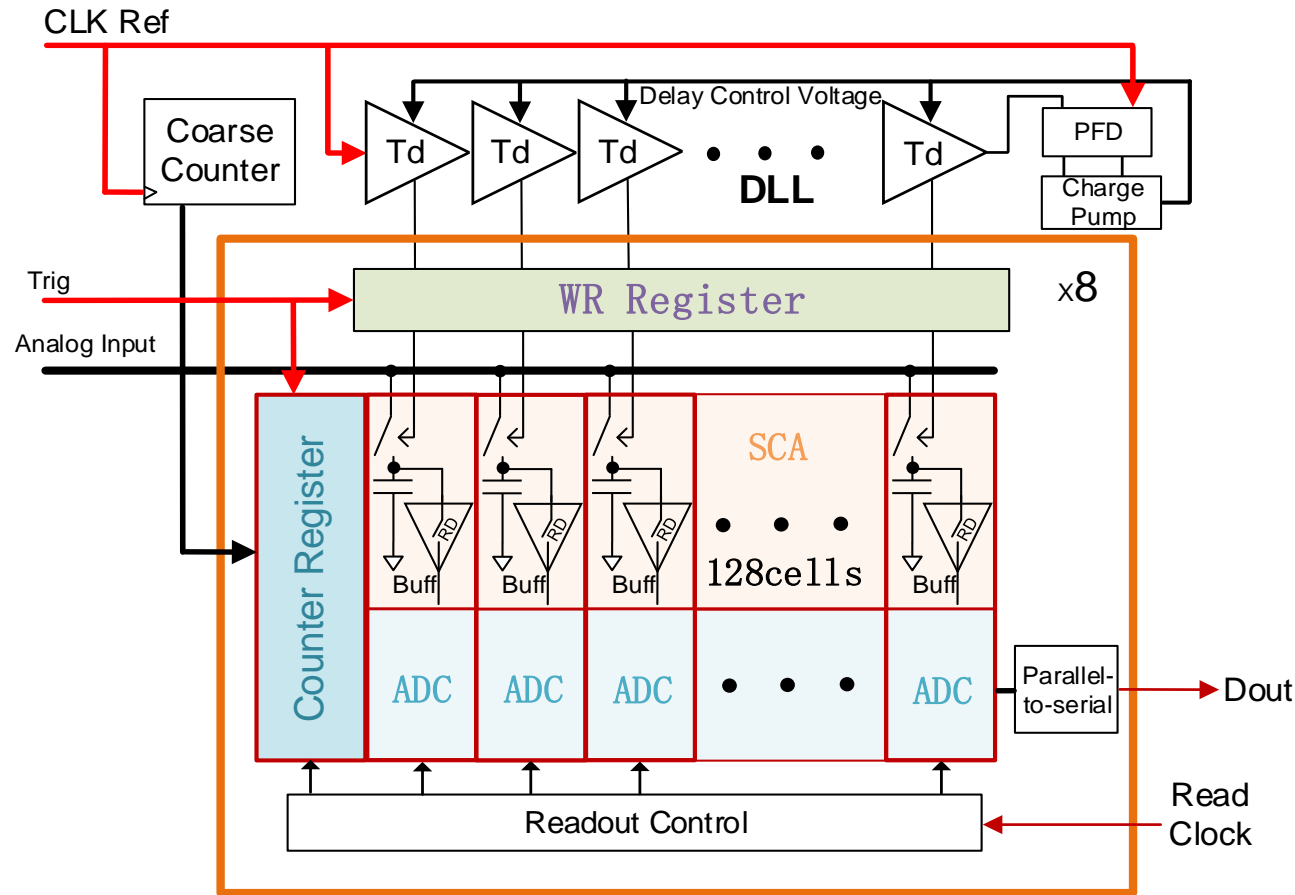 CLK Ref
Coarse
Counter
Delay Control Voltage
Td
Td
Td
Td
DLL
PFD
Charge
Pump
Trig
WR Register
x8
Analog Input
Counter Register
SCA
128cells
RD
RD
RD
RD
Buff
Buff
Buff
Buff
ADC
ADC
ADC
ADC
Parallel-
to-serial
Dout
Readout Control
Read
Clock